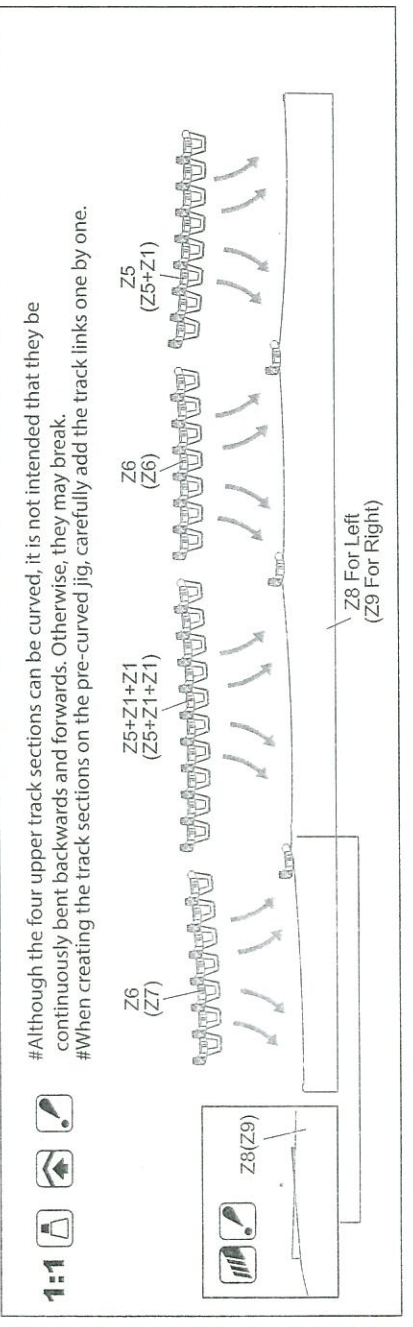 1:1
#Although the four upper track sections can be curved, it is not intended that they be
continuously bent backwards and forwards. Otherwise, they may break.
#When creating the track sections on the pre-curved jig, carefully add the track links one by one.
Z6
(Z7)
Z5+Z1+Z1
(Z5+Z1+Z1)
Z6
(Z6)
Z5
(Z5+Z1)
Z8(Z9)
Z8 For Left
(Z9 For Right)